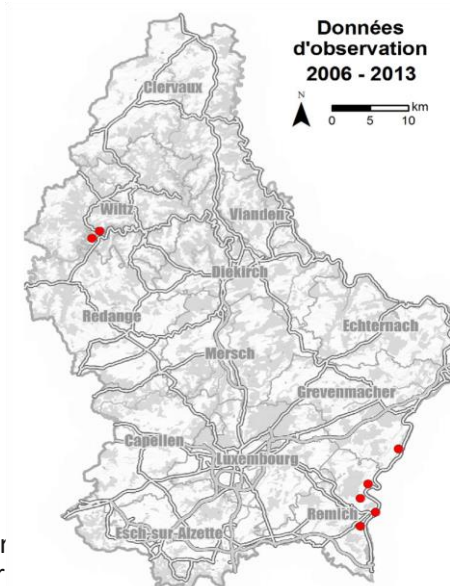 Données
d'observation
2006 - 2013
N
km
0 5 10
Clervaux
Wiltz
Vianden
Diekirch
Redange
Echternach
Mersch
Grevenmacher
Capellen
Luxembourg
Remich
Esch-sur-Alzette